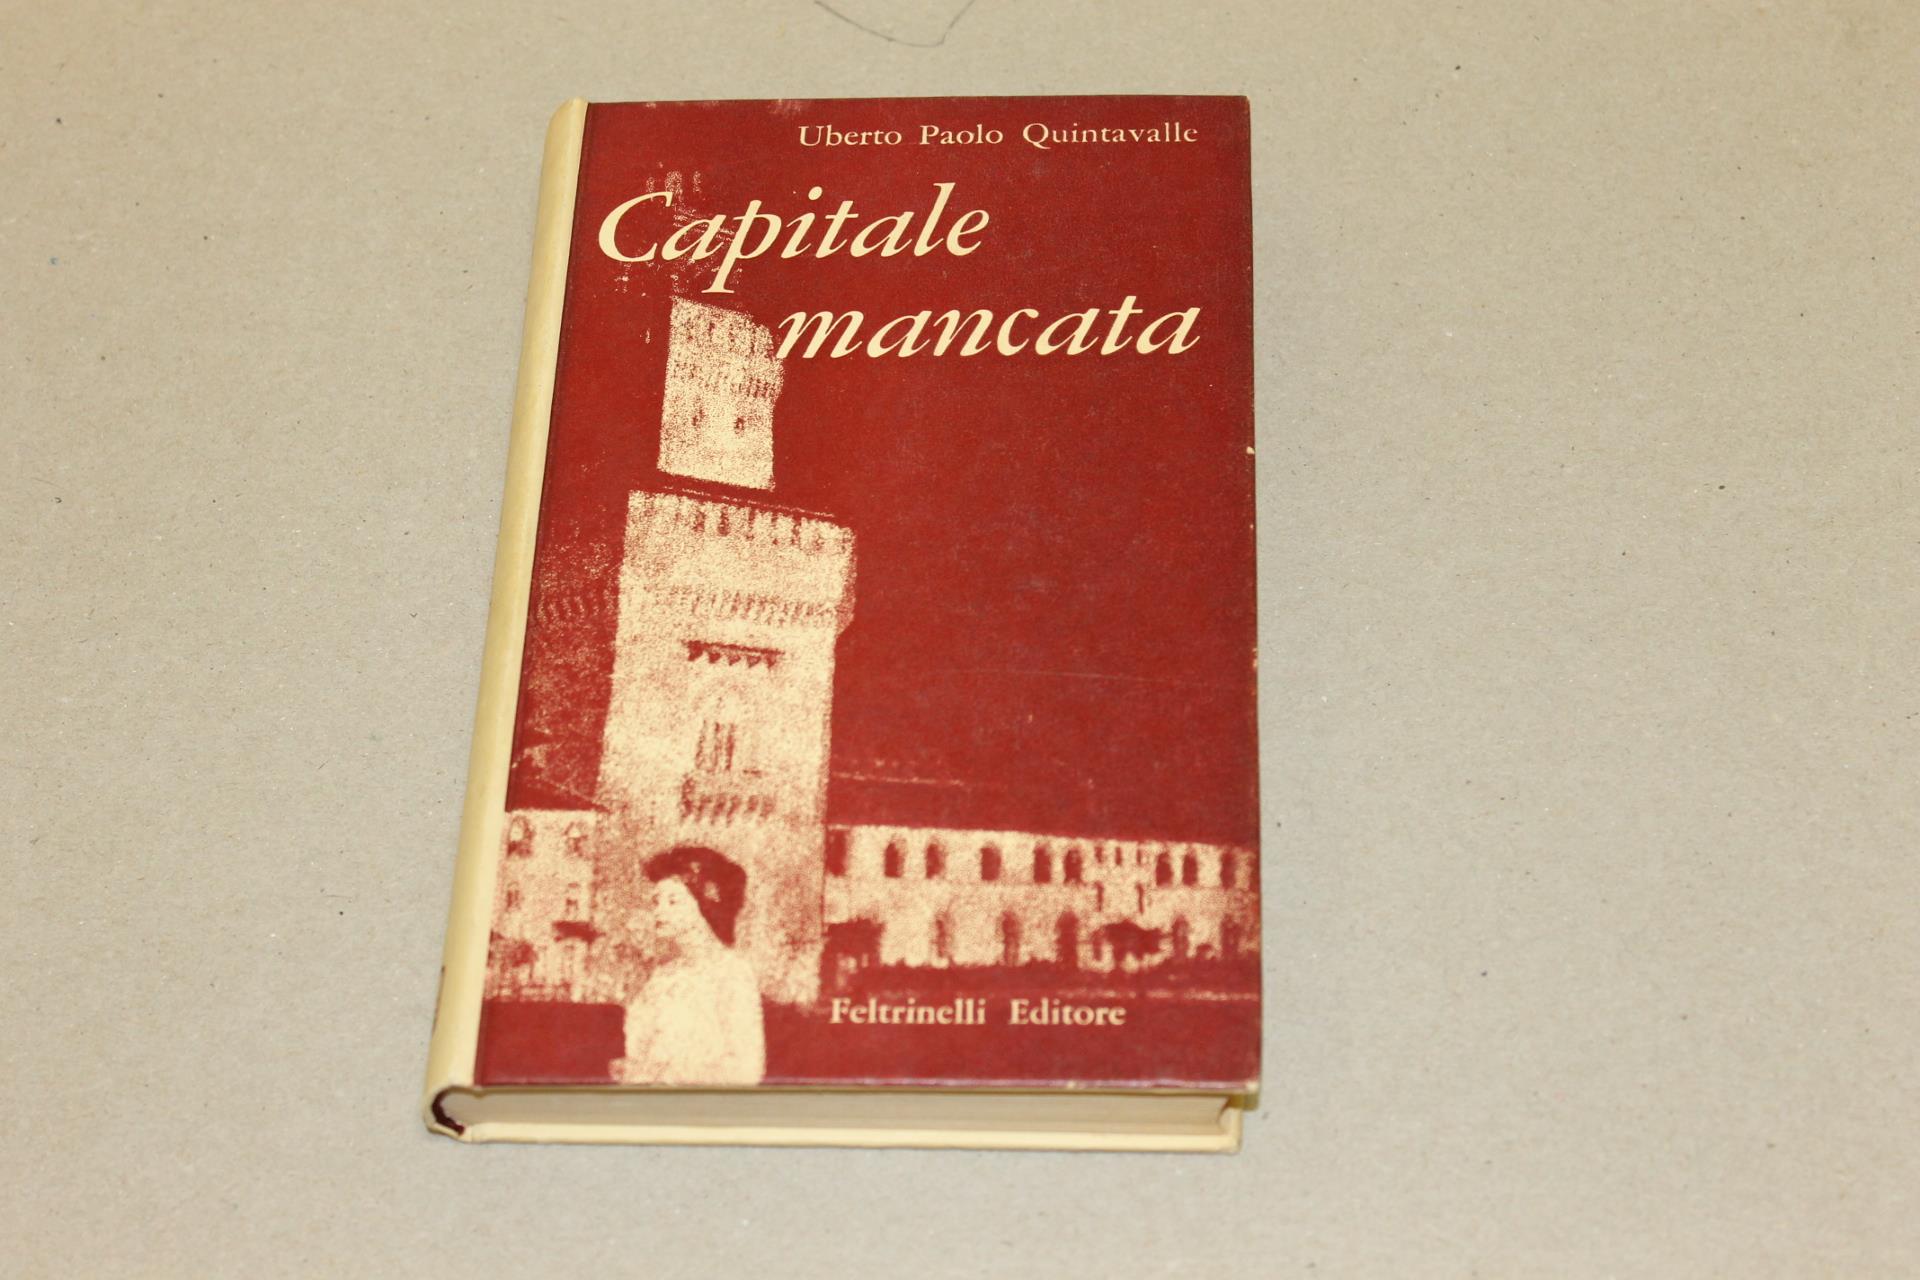 Uberto Paolo Quintavalle
Capitale
mancata
Feltrinelli Editore